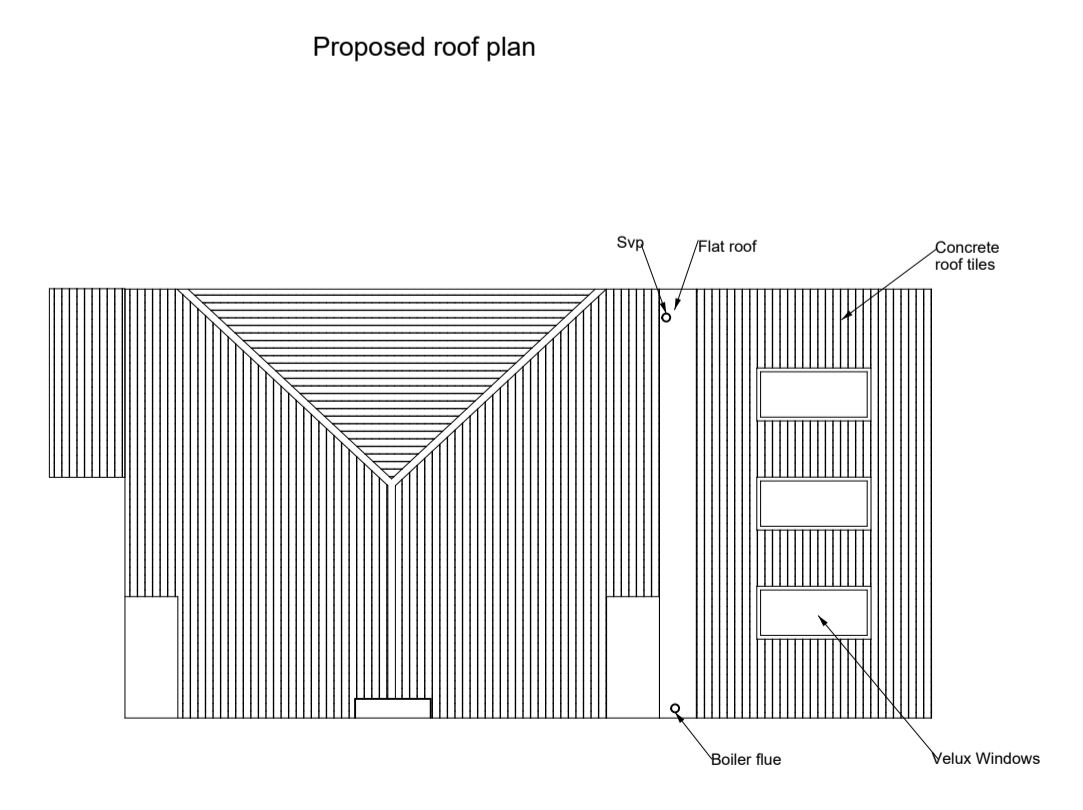 Proposed roof plan
Svp
Flat roof
Concrete
roof tiles
Boiler flue
Velux Windows